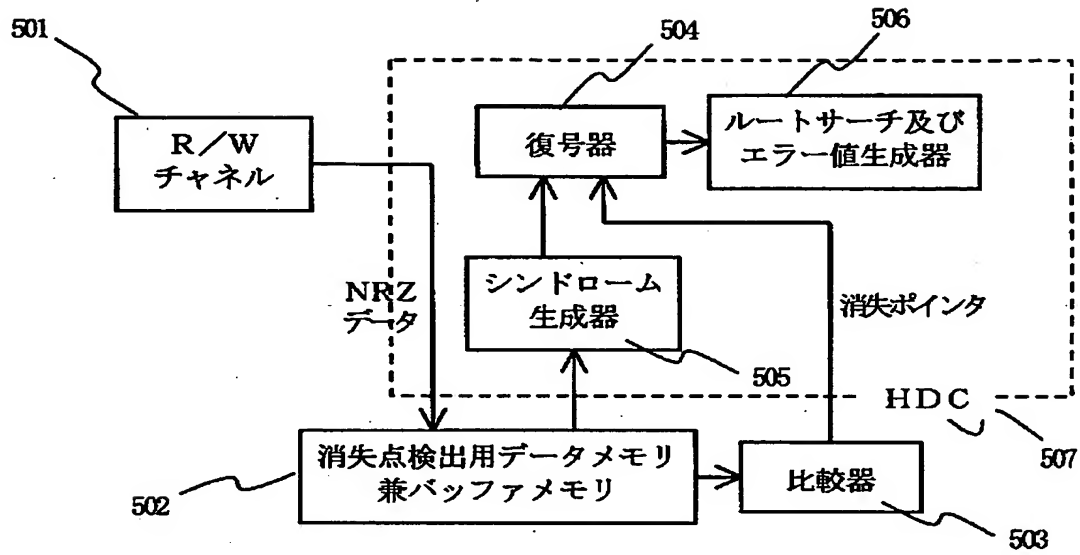 501
504
506
R/W
チャネル
復号器
ルートサーチ及び
エラー値生成器
NRZ
データ
シンドローム
生成器
消失ポインタ
505
HDC
507
消失点検出用データメモリ
兼バッファメモリ
502
比較器
503